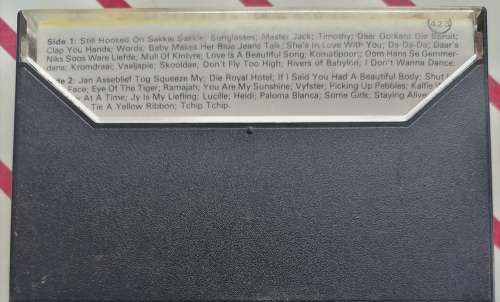 423
Side 1: Still Hooked On Sakkie Sakkie; Sunglasses; Master Jack; Timothy; Daar Gorkans Die Bonult;
Clap You Hands; Words; Baby Makes Her Blue Jeans Talk; She's In Love With You; Da-Da-Da; Daar's
Niks Soos Ware Liefde; Mull Of Kintyre; Love Is A Beautiful Song; Komatipoort; Oom Hans Se Gemmer-
dans; Kromdraai; Vaaljapie; Skooldae; Don't Fly Too High; Rivers of Babylon; I Don't Wanna Dance.
Side 2: Jan Asseblief Tog Squeeze My; Die Royal Hotel; If I Said You Had A Beautiful Body; Shut
Face; Eye Of The Tiger; Ramajah; You Are My Sunshine; Vyfster; Picking Up Pebbles;
At A Time; Jy Is My Liefling; Lucille; Heidi; Paloma Blanca; Some Girls; Staying Alive
Tie A Yellow Ribbon; Tchip Tchip.